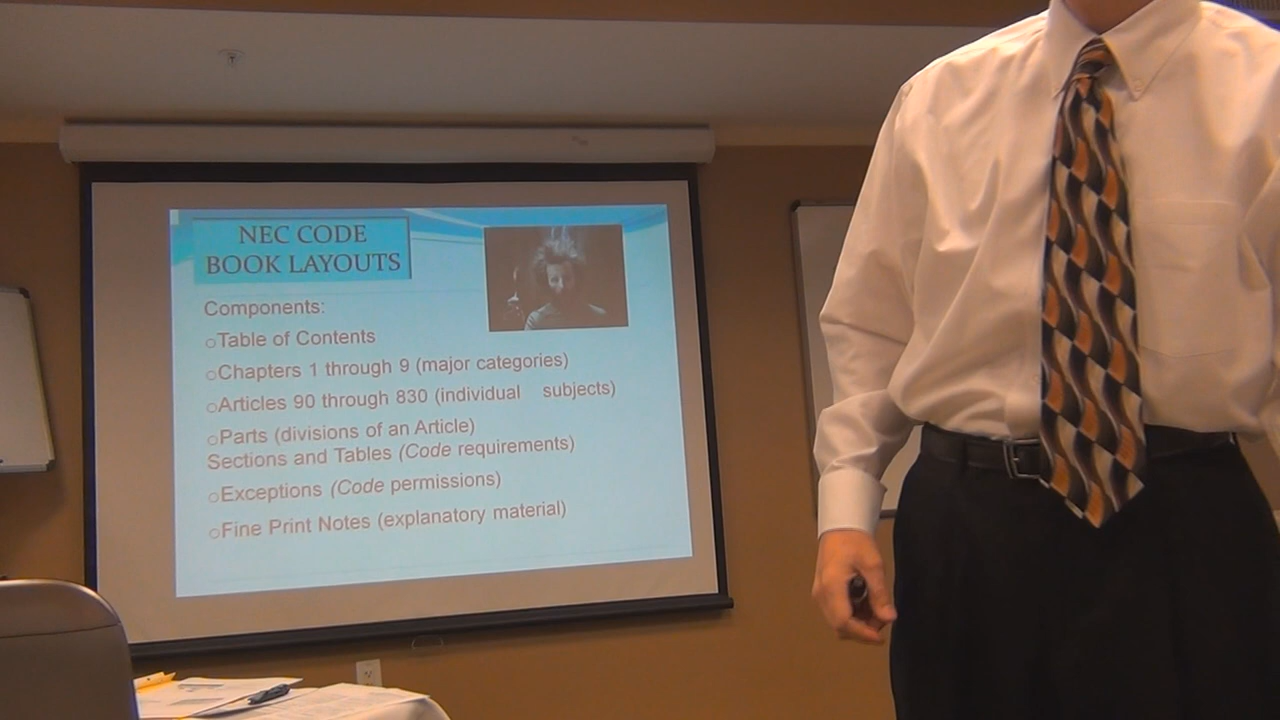 NEC CODE
BOOK LAYOUTS
Components:
Table of Contents
Chapters 1 through 9 (major categories)
Articles 90 through 830 (individual subjects)
Parts (divisions of an Article)
Sections and Tables (Code requirements)
Exceptions (Code permissions)
Fine Print Notes (explanatory material)